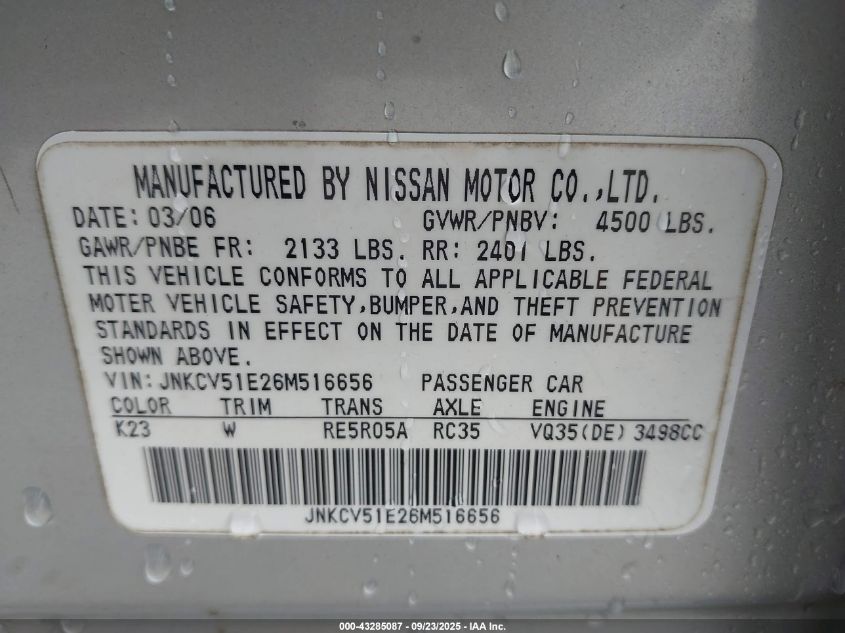 MANUFACTURED BY NISSAN MOTOR CO.,LTD.
DATE: 03/06 GVWR/PNBV: 4500 LBS.
GAWR/PNBE FR: 2133 LBS. RR: 2401 LBS.
THIS VEHICLE CONFORMS TO ALL APPLICABLE FEDERAL
MOTER VEHICLE SAFETY,BUMPER,AND THEFT PREVENTION
STANDARDS IN EFFECT ON THE DATE OF MANUFACTURE
SHOWN ABOVE.
VIN: JNKCV51E26M516656 PASSENGER CAR
COLOR TRIM TRANS AXLE ENGINE
K23 W RE5R05A RC35 VQ35(DE) 3498CC
JNKCV51E26M516656
000-43285087 - 09/23/2025 - IAA Inc.